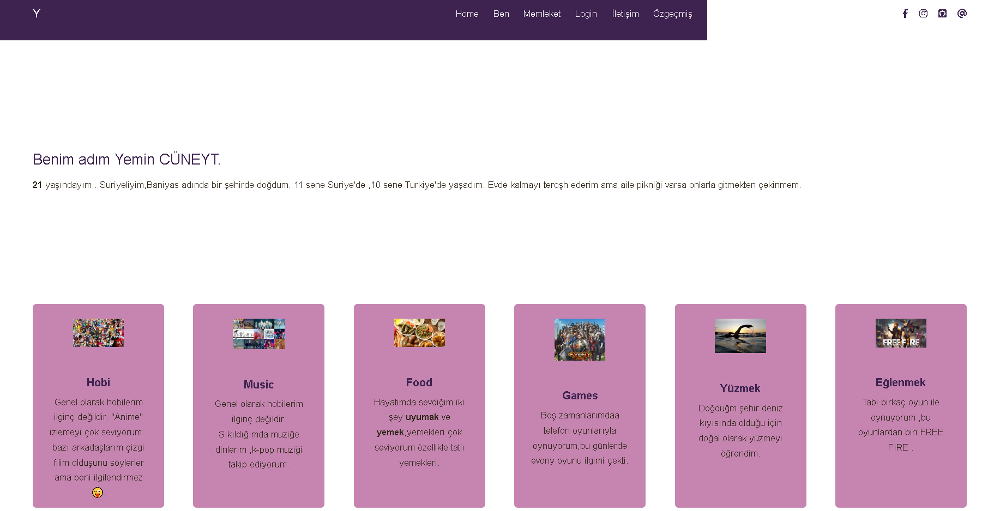 Y
Home Ben Memleket Login İletişim Özgeçmiş
Benim adım Yemin CÜNEYT.
21 yaşındayım . Suriyeliyim,Baniyas adında bir şehirde doğdum. 11 sene Suriye'de ,10 sene Türkiye'de yaşadım. Evde kalmayı tercşh ederim ama aile pikniği varsa onlarla gitmekten çekinmem.
Hobi
Genel olarak hobilerim
ilginç değildir. "Anime"
izlemeyi çok seviyorum .
bazı arkadaşlarım çizgi
filim olduşunu söylerler
ama beni ilgilendirmez
😜.
Music
Genel olarak hobilerim
ilginç değildir.
Sıkıldığımda muziğe
dinlerim ,k-pop muziği
takip ediyorum.
Food
Hayatimda sevdiğim iki
şey uyumak ve
yemek,yemekleri çok
seviyorum özellikle tatlı
yemekleri.
EVONY
Games
Boş zamanlarımdaa
telefon oyunlarıyla
oynuyorum,bu günlerde
evony oyunu ilgimi çekti.
Yüzmek
Doğduğm şehir deniz
kıyısında olduğu için
doğal olarak yüzmeyi
öğrendim.
FREE FIRE
Eğlenmek
Tabi birkaç oyun ile
oynuyorum ,bu
oyunlardan biri FREE
FIRE .